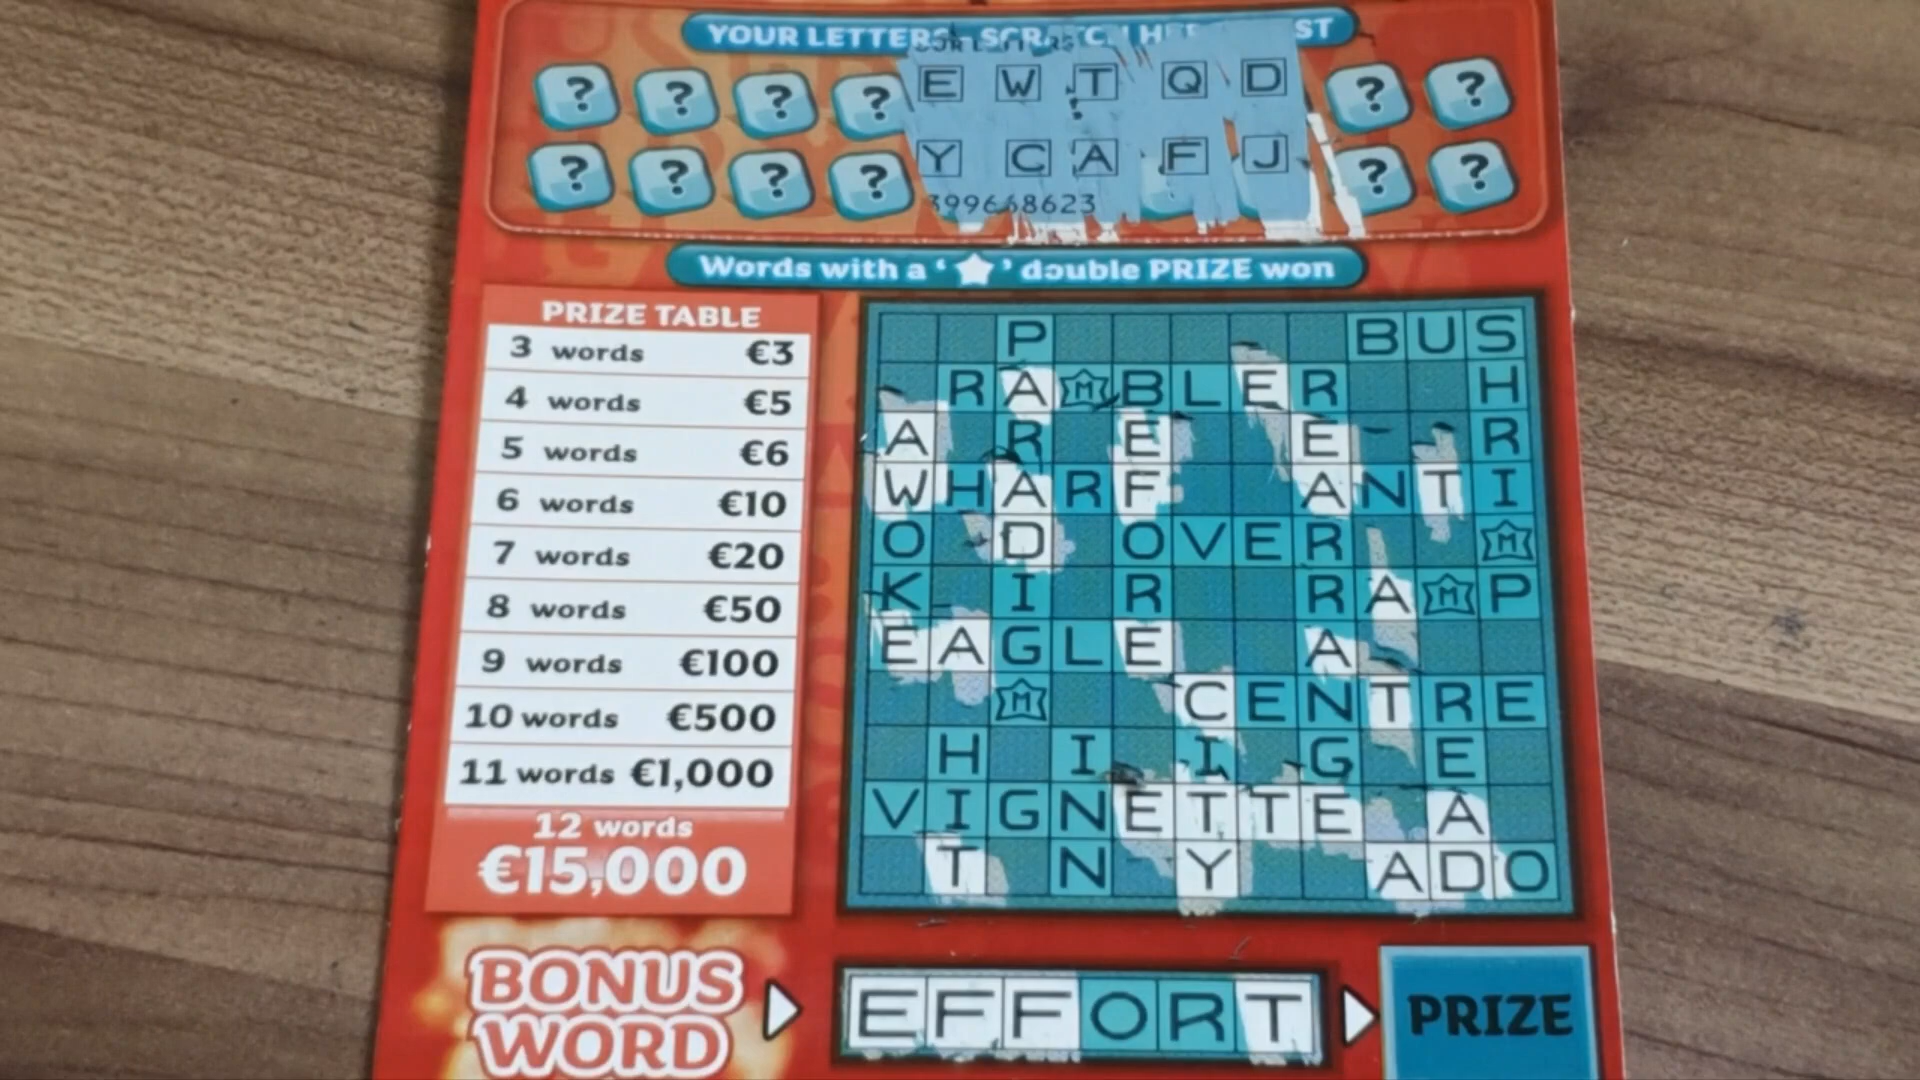 YOUR LETTERS
? ? ? ? E W T Q D ? ?
? ? ? ? Y C A F J ? ?
Words with a ' ' double PRIZE won
PRIZE TABLE
3 words €3
4 words €5
5 words €6
6 words €10
7 words €20
8 words €50
9 words €100
10 words €500
11 words €1,000
12 words
€15,000
P BUS
RAMBLER H
A R E E R
WHARF ANT I
O D OVER M
K I R RAMP
EAGLE A
M CENTRE
H I I G E
VIGNETTE A
T N Y ADO
BONUS
WORD
EFFORT
PRIZE